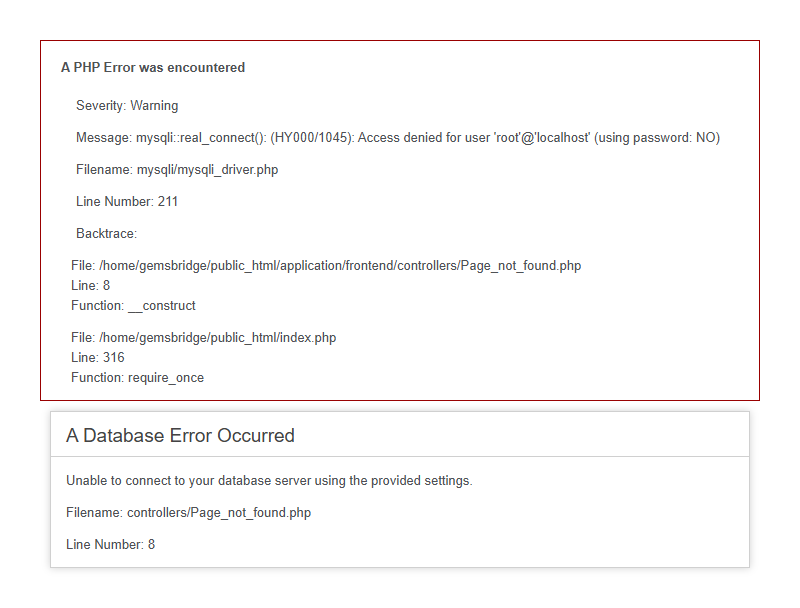 A PHP Error was encountered
Severity: Warning
Message: mysqli::real_connect(): (HY000/1045): Access denied for user 'root'@'localhost' (using password: NO)
Filename: mysqli/mysqli_driver.php
Line Number: 211
Backtrace:
File: /home/gemsbridge/public_html/application/frontend/controllers/Page_not_found.php
Line: 8
Function: __construct
File: /home/gemsbridge/public_html/index.php
Line: 316
Function: require_once
A Database Error Occurred
Unable to connect to your database server using the provided settings.
Filename: controllers/Page_not_found.php
Line Number: 8